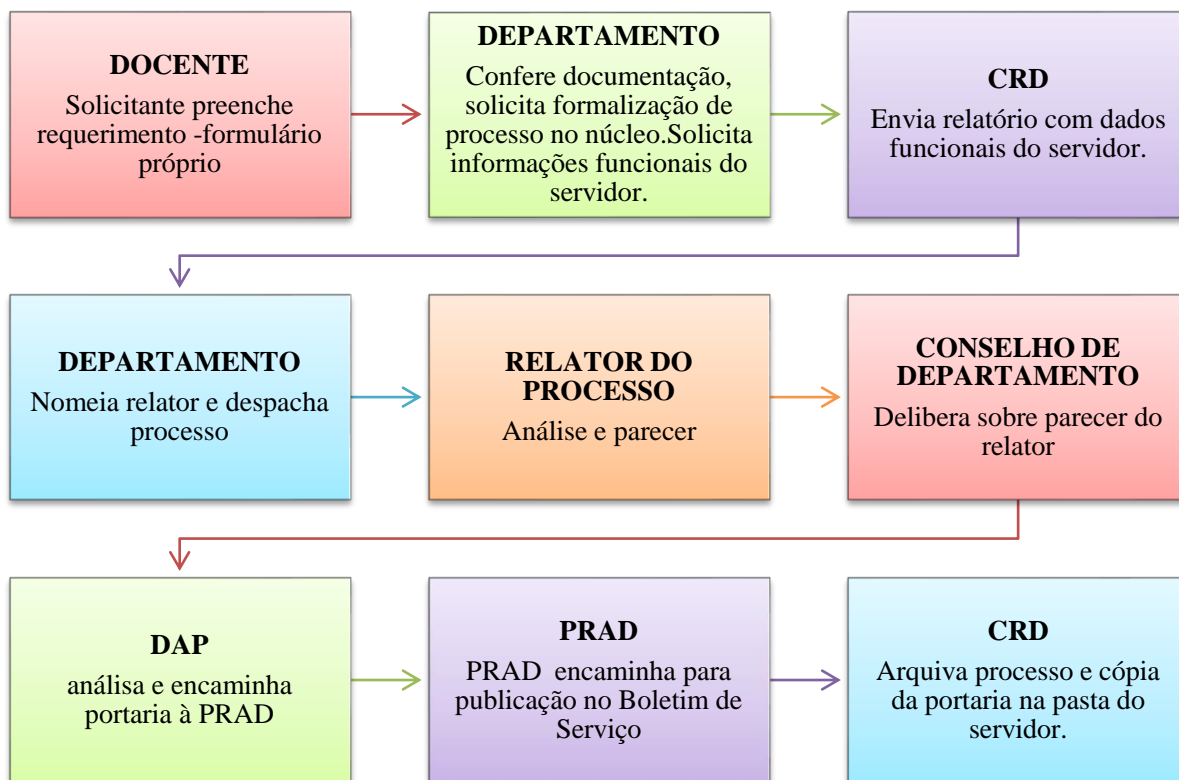 DOCENTE
Solicitante preenche
requerimento -formulário
próprio
DEPARTAMENTO
Confere documentação,
solicita formalização de
processo no núcleo.Solicita
informações funcionais do
servidor.
CRD
Envia relatório com dados
funcionais do servidor.
DEPARTAMENTO
Nomeia relator e despacha
processo
RELATOR DO
PROCESSO
Análise e parecer
CONSELHO DE
DEPARTAMENTO
Delibera sobre parecer do
relator
DAP
análisa e encaminha
portaria à PRAD
PRAD
PRAD encaminha para
publicação no Boletim de
Serviço
CRD
Arquiva processo e cópia
da portaria na pasta do
servidor.